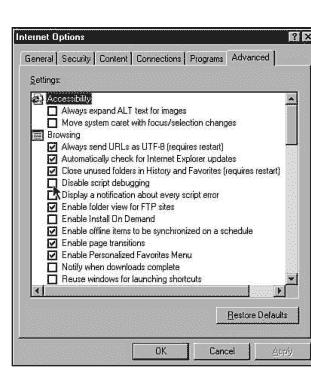 Internet Options
General Security Content Connections Programs Advanced
Settings:
Accessibility
Always expand ALT text for images
Move system caret with focus/selection changes
Browsing
Always send URLs as UTF-8 (requires restart)
Automatically check for Internet Explorer updates
Close unused folders in History and Favorites (requires restart)
Disable script debugging
Display a notification about every script error
Enable folder view for FTP sites
Enable Install On Demand
Enable offline items to be synchronized on a schedule
Enable page transitions
Enable Personalized Favorites Menu
Notify when downloads complete
Reuse windows for launching shortcuts
Restore Defaults
OK Cancel Apply